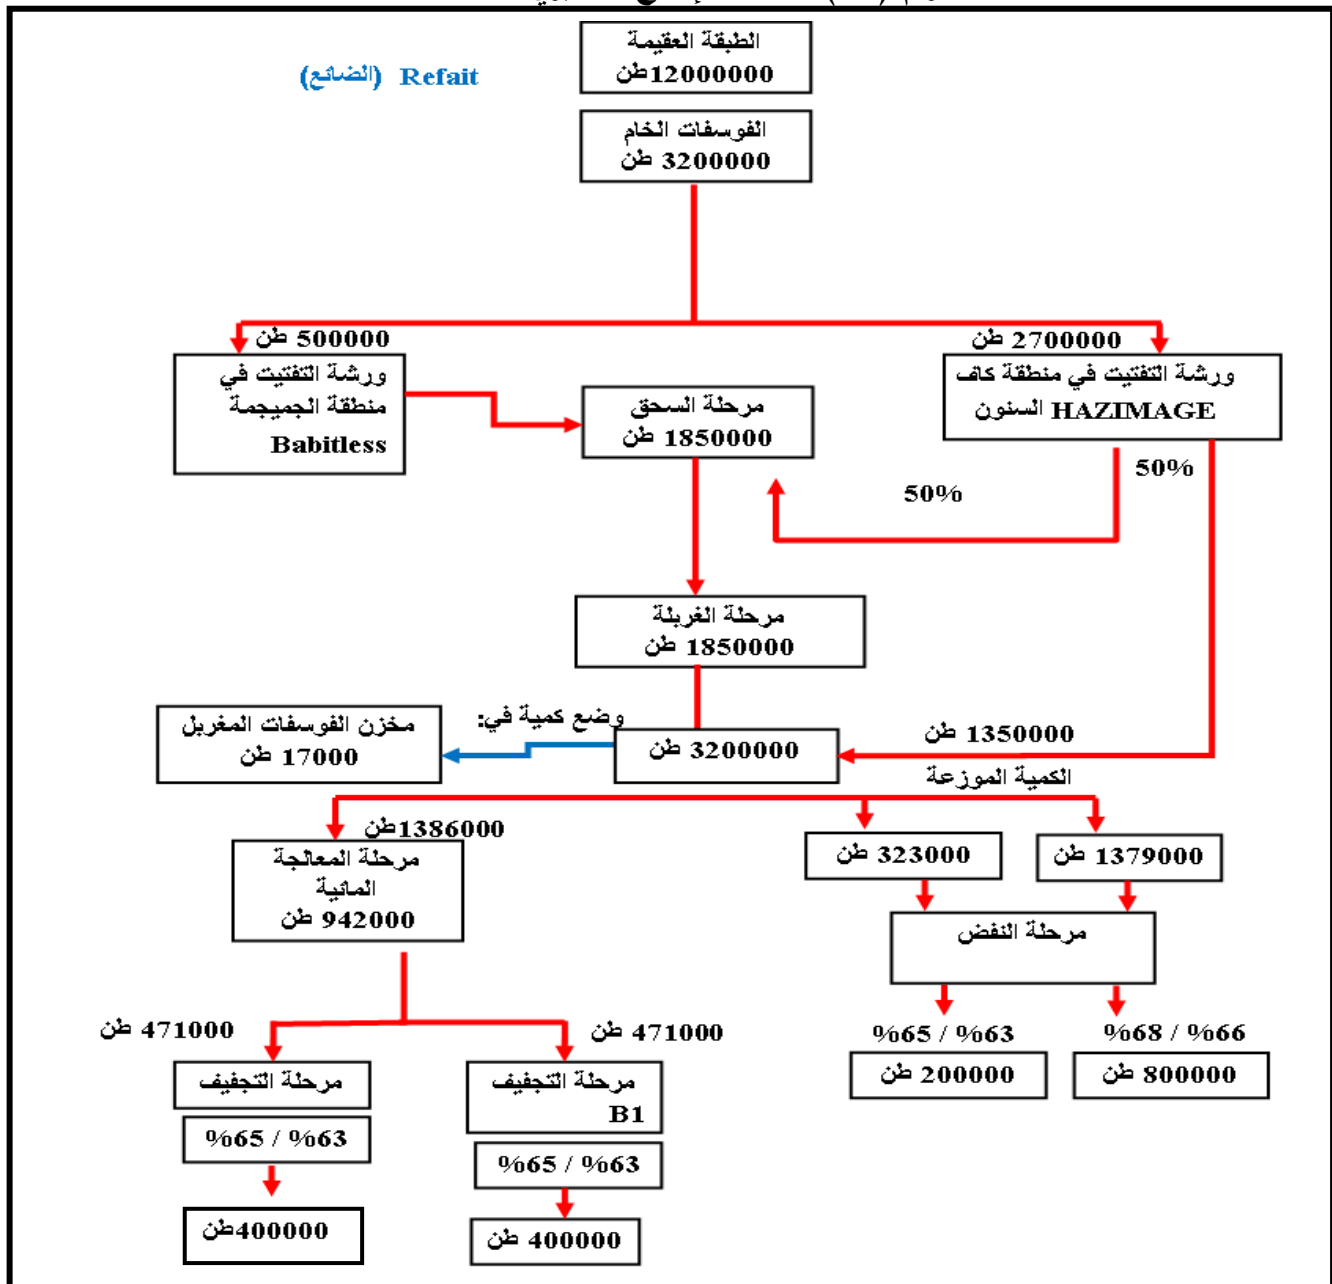 الطبقة العقيمة
12000000طن
Refait (الضائع)
الفوسفات الخام
3200000 طن
500000 طن
2700000 طن
ورشة التفتيت في
منطقة الجميجمة
Babitless
مرحلة السحق
1850000 طن
ورشة التفتيت في منطقة كاف
السنون HAZIMAGE
50%
50%
مرحلة الغربلة
1850000 طن
مخزن الفوسفات المغربل
17000 طن
وضع كمية في:
3200000 طن
1350000 طن
الكمية الموزعة
1386000طن
مرحلة المعالجة
المائية
942000 طن
323000 طن
1379000 طن
مرحلة النفض
471000 طن
471000 طن
%65 / %63
%68 / %66
200000 طن
800000 طن
مرحلة التجفيف
مرحلة التجفيف
B1
%65 / %63
%65 / %63
400000طن
400000 طن